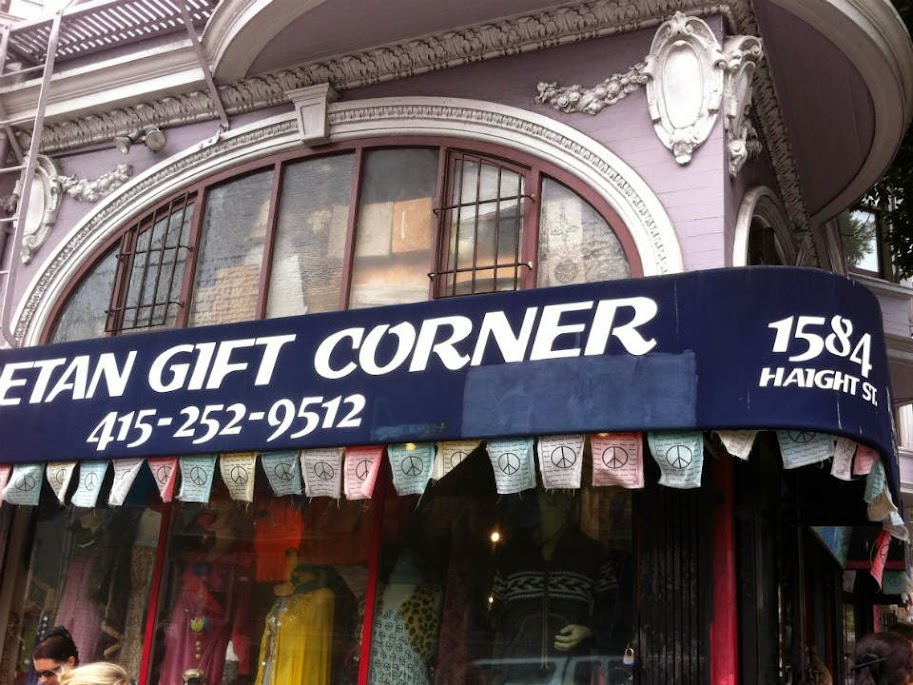 ETAN GIFT CORNER
415-252-9512
1584
HAIGHT ST.